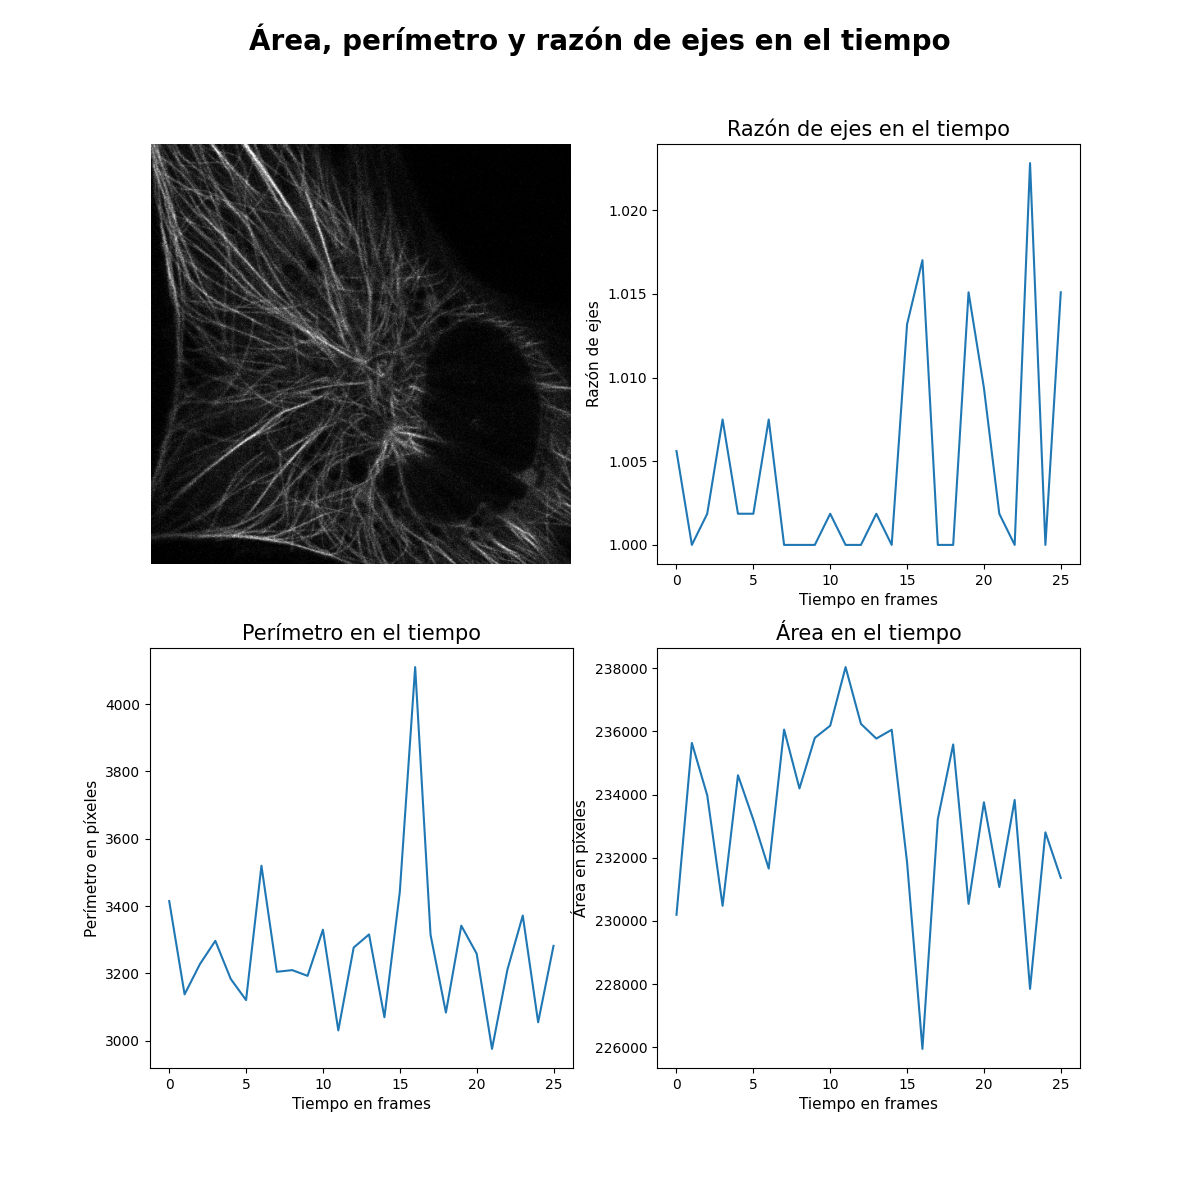 Área, perímetro y razón de ejes en el tiempo
Razón de ejes en el tiempo
Razón de ejes
1.020
1.015
1.010
1.005
1.000
0 5 10 15 20 25
Tiempo en frames
Perímetro en el tiempo
Perímetro en píxeles
4000
3800
3600
3400
3200
3000
0 5 10 15 20 25
Tiempo en frames
Área en el tiempo
Área en píxeles
238000
236000
234000
232000
230000
228000
226000
0 5 10 15 20 25
Tiempo en frames